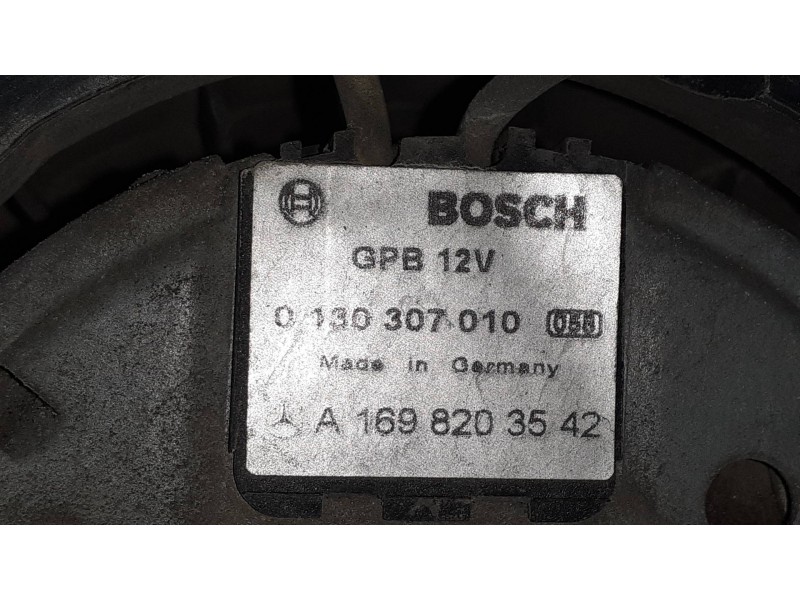 BOSCH
GPB 12V
0 130 307 010
Made in Germany
A 169 820 35 42